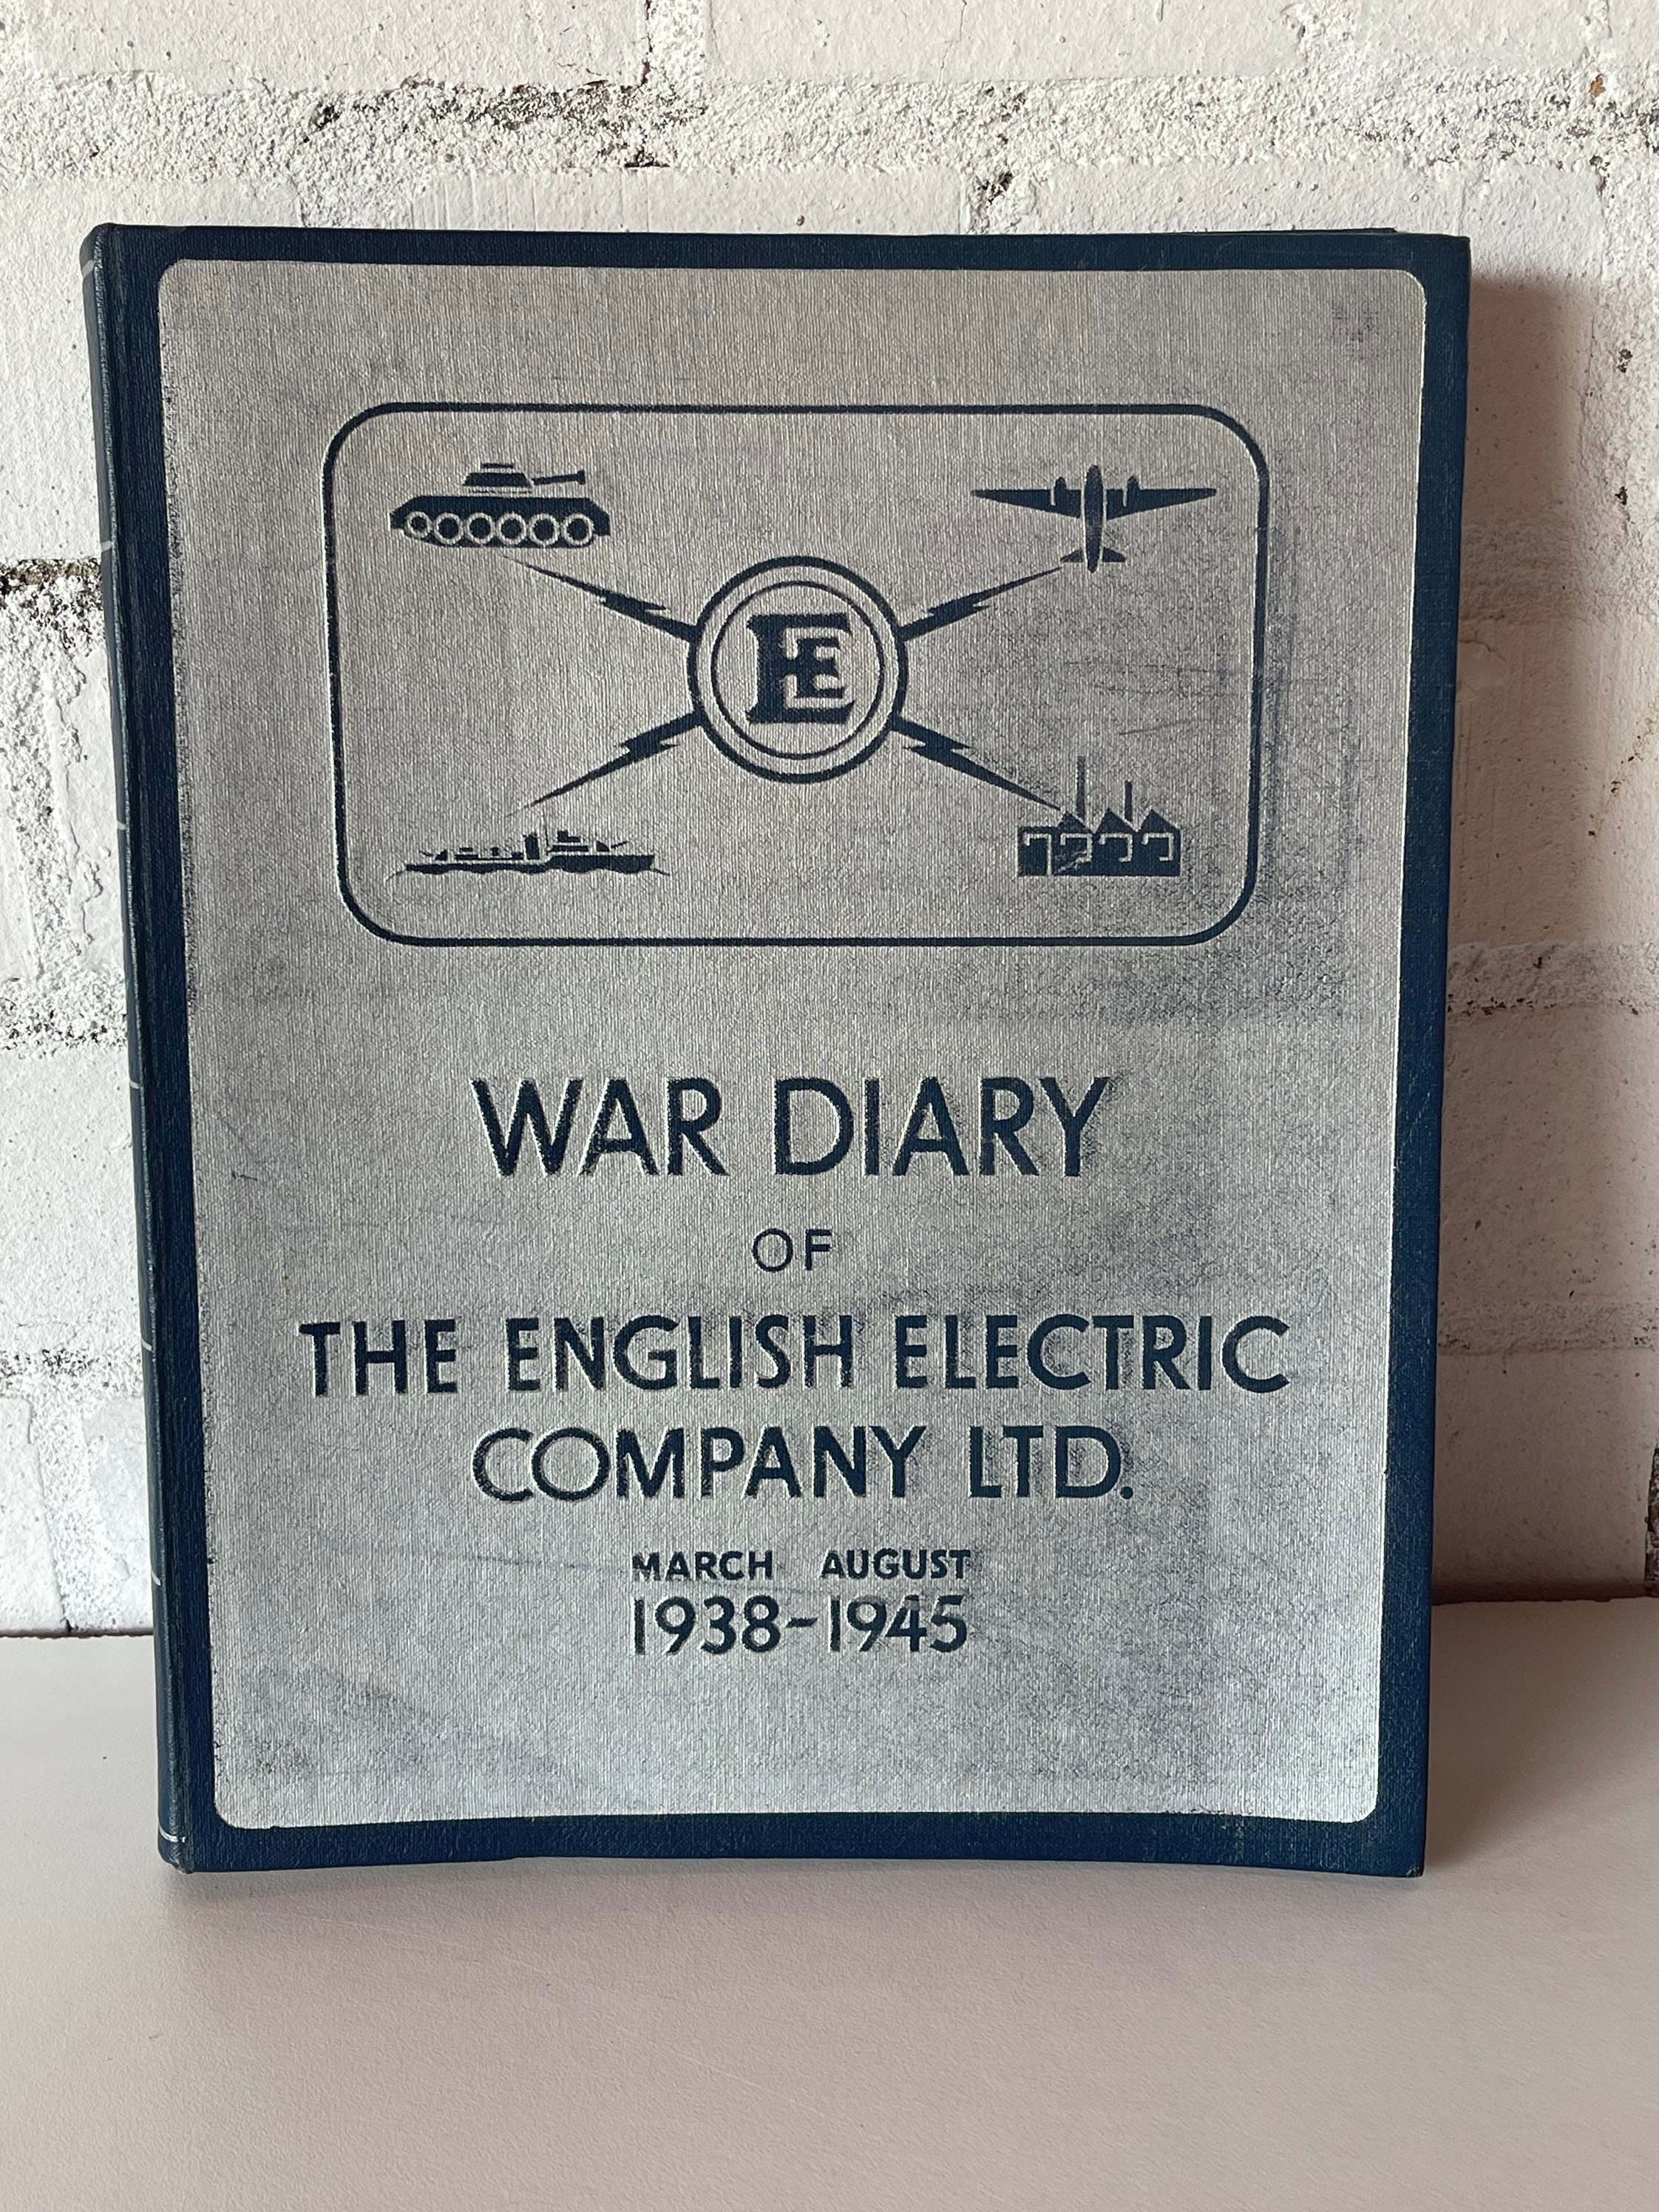 EE
WAR DIARY
OF
THE ENGLISH ELECTRIC
COMPANY LTD.
MARCH AUGUST
1938-1945